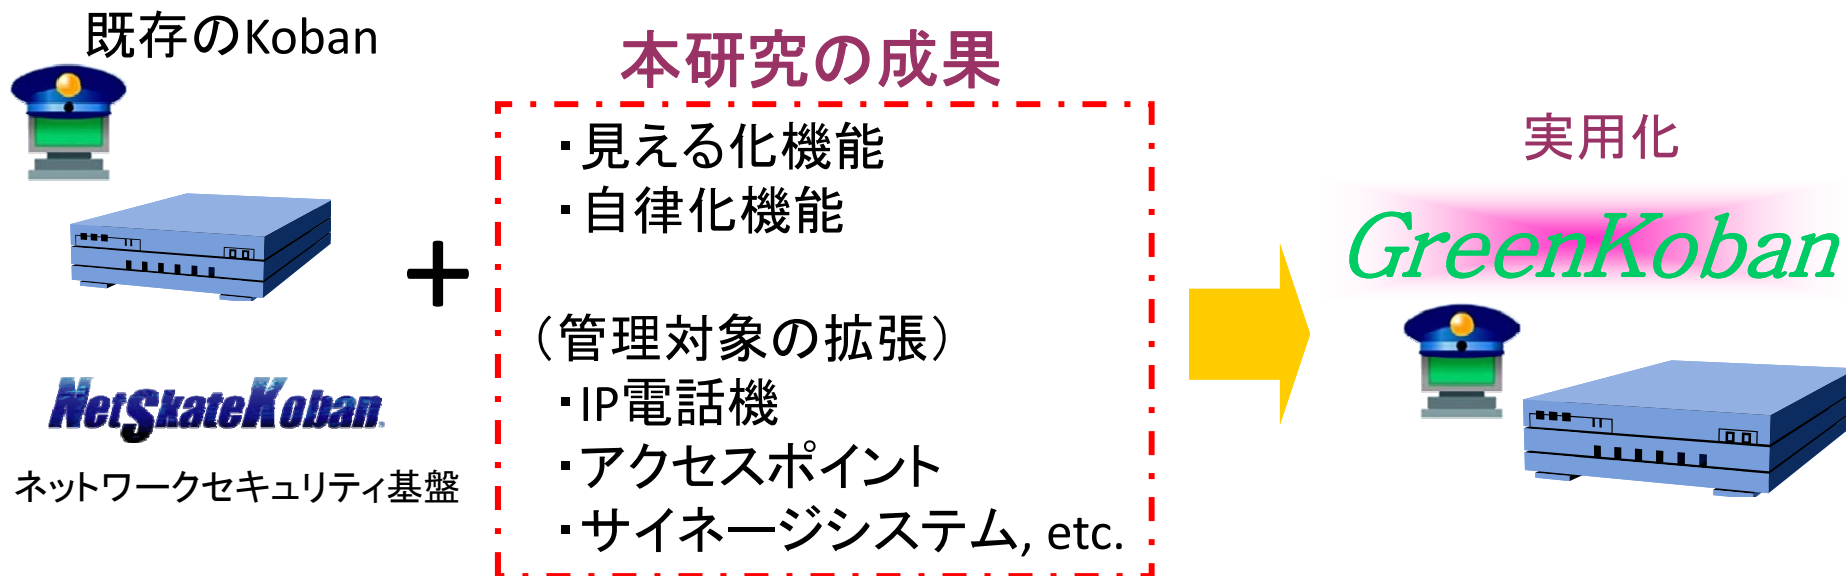 既存のKoban
NetSkateKoban
ネットワークセキュリティ基盤
+
本研究の成果
・見える化機能
・自律化機能
（管理対象の拡張）
・IP電話機
・アクセスポイント
・サイネージシステム, etc.
実用化
GreenKoban